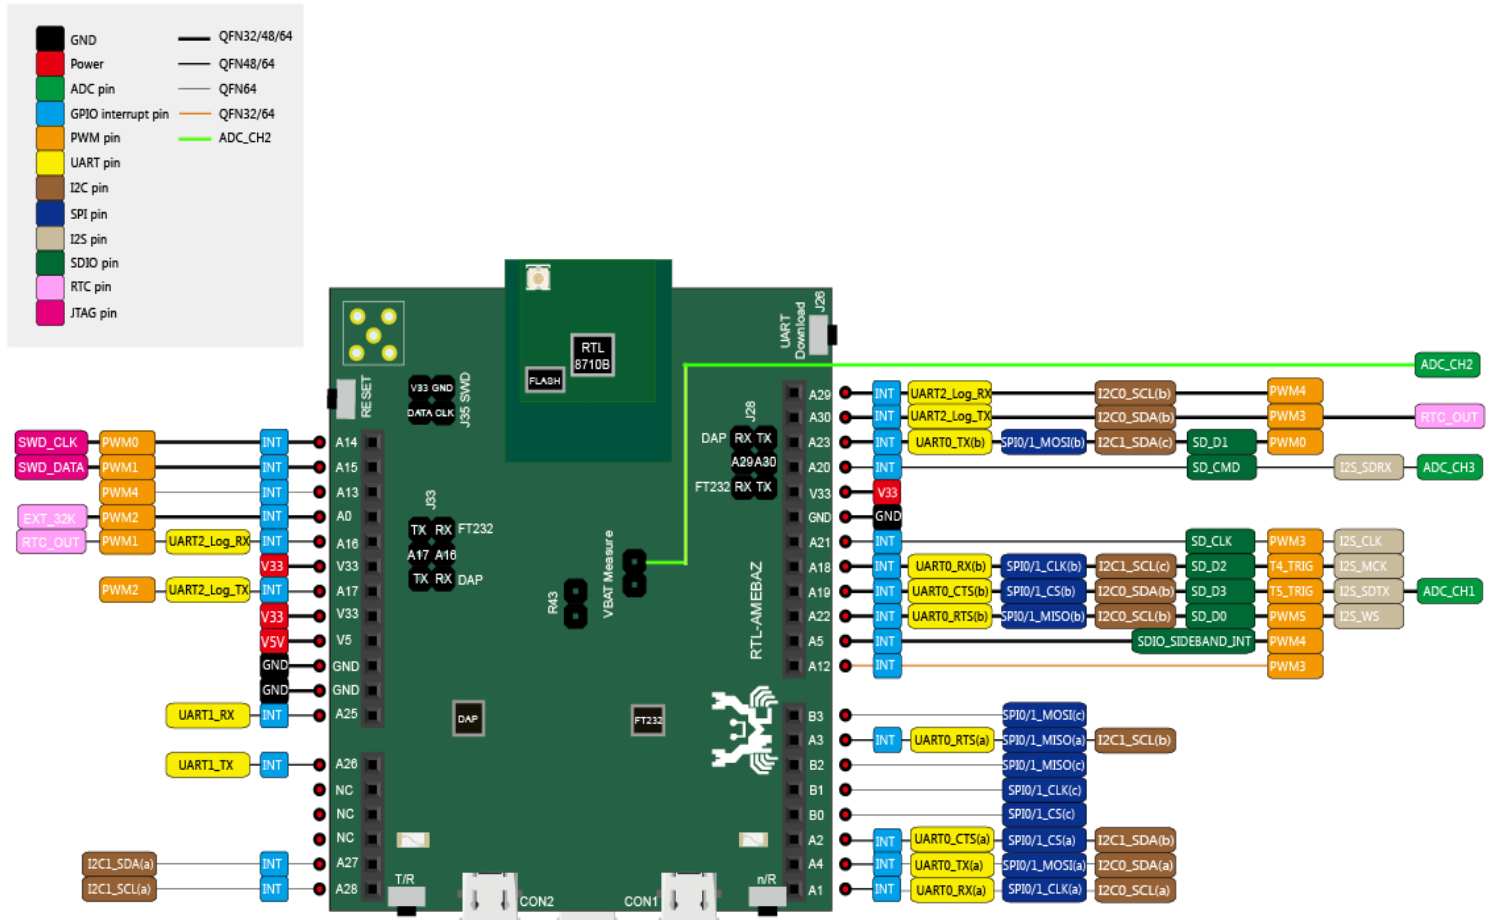 GND
Power
ADC pin
GPIO interrupt pin
PWM pin
UART pin
I2C pin
SPI pin
I2S pin
SDIO pin
RTC pin
JTAG pin
QFN32/48/64
QFN48/64
QFN64
QFN32/64
ADC_CH2
RTL
8710B
FLASH
UART
Download
J26
RESET
V33 GND
DATA CLK
J35 SWD
J33
TX RX FT232
A17 A16
TX RX DAP
J28
DAP RX TX
A29 A30
FT232 RX TX
R43
VBAT Measure
RTL-AMEBAZ
DAP
FT232
T/R
CON2
CON1
n/R
SWD_CLK PWM0 INT A14
SWD_DATA PWM1 INT A15
PWM4 INT A13
EXT_32K PWM2 INT A0
RTC_OUT PWM1 UART2_Log_RX INT A16
V33 V33
PWM2 UART2_Log_TX INT A17
V33 V33
V5V V5
GND GND
GND GND
UART1_RX INT A25
UART1_TX INT A26
NC
NC
NC
I2C1_SDA(a) INT A27
I2C1_SCL(a) INT A28
ADC_CH2
A29 INT UART2_Log_RX I2C0_SCL(b) PWM4
A30 INT UART2_Log_TX I2C0_SDA(b) PWM3 RTC_OUT
A23 INT UART0_TX(b) SPI0/1_MOSI(b) I2C1_SDA(c) SD_D1 PWM0
A20 INT SD_CMD I2S_SDRX ADC_CH3
V33 V33
GND GND
A21 INT SD_CLK PWM3 I2S_CLK
A18 INT UART0_RX(b) SPI0/1_CLK(b) I2C1_SCL(c) SD_D2 T4_TRIG I2S_MCK
A19 INT UART0_CTS(b) SPI0/1_CS(b) I2C0_SDA(b) SD_D3 T5_TRIG I2S_SDTX ADC_CH1
A22 INT UART0_RTS(b) SPI0/1_MISO(b) I2C0_SCL(b) SD_D0 PWM5 I2S_WS
A5 INT SDIO_SIDEBAND_INT PWM4
A12 INT PWM3
B3 SPI0/1_MOSI(c)
A3 INT UART0_RTS(a) SPI0/1_MISO(a) I2C1_SCL(b)
B2 SPI0/1_MISO(c)
B1 SPI0/1_CLK(c)
B0 SPI0/1_CS(c)
A2 INT UART0_CTS(a) SPI0/1_CS(a) I2C1_SDA(b)
A4 INT UART0_TX(a) SPI0/1_MOSI(a) I2C0_SDA(a)
A1 INT UART0_RX(a) SPI0/1_CLK(a) I2C0_SCL(a)